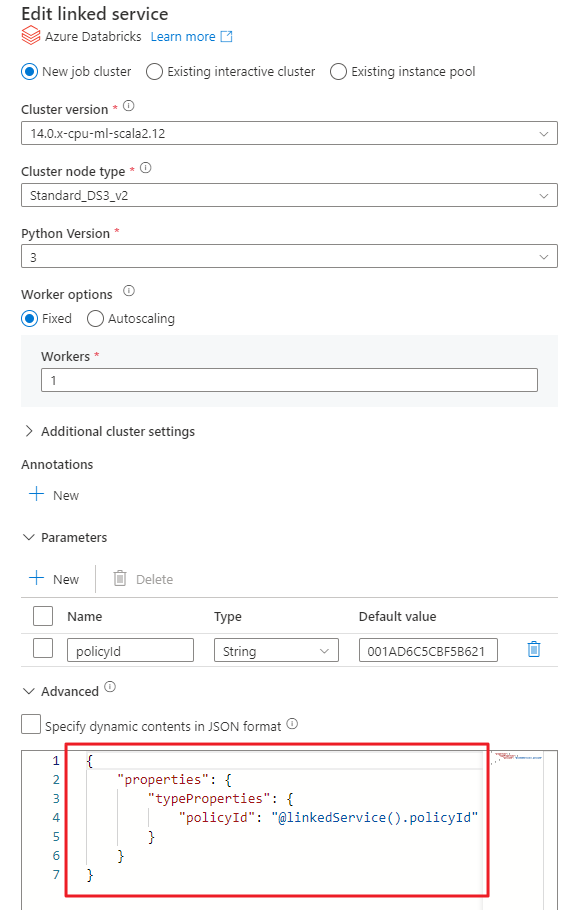 Edit linked service
Azure Databricks Learn more
New job cluster Existing interactive cluster Existing instance pool
Cluster version *
14.0.x-cpu-ml-scala2.12
Cluster node type *
Standard_DS3_v2
Python Version *
3
Worker options
Fixed Autoscaling
Workers *
1
Additional cluster settings
Annotations
New
Parameters
New Delete
Name Type Default value
policyId String 001AD6C5CBF5B621
Advanced
Specify dynamic contents in JSON format
1 {
2 "properties": {
3 "typeProperties": {
4 "policyId": "@linkedService().policyId"
5 }
6 }
7 }